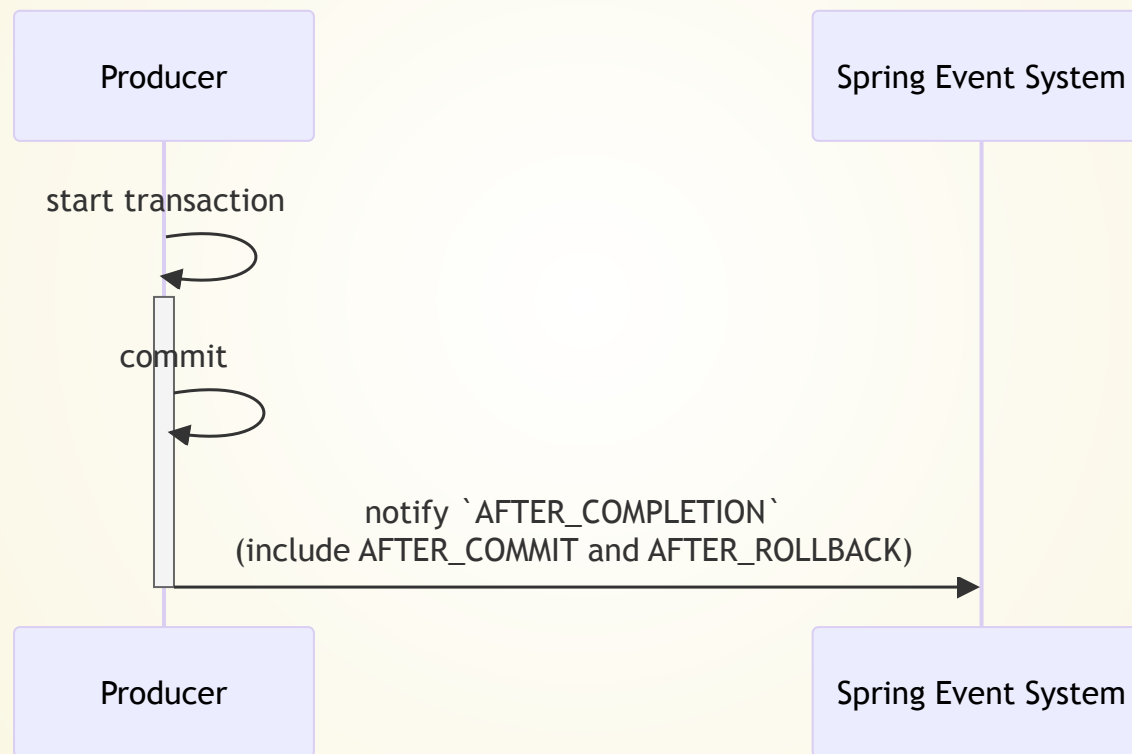 Producer
Spring Event System
start transaction
commit
notify `AFTER_COMPLETION`
(include AFTER_COMMIT and AFTER_ROLLBACK)
Producer
Spring Event System